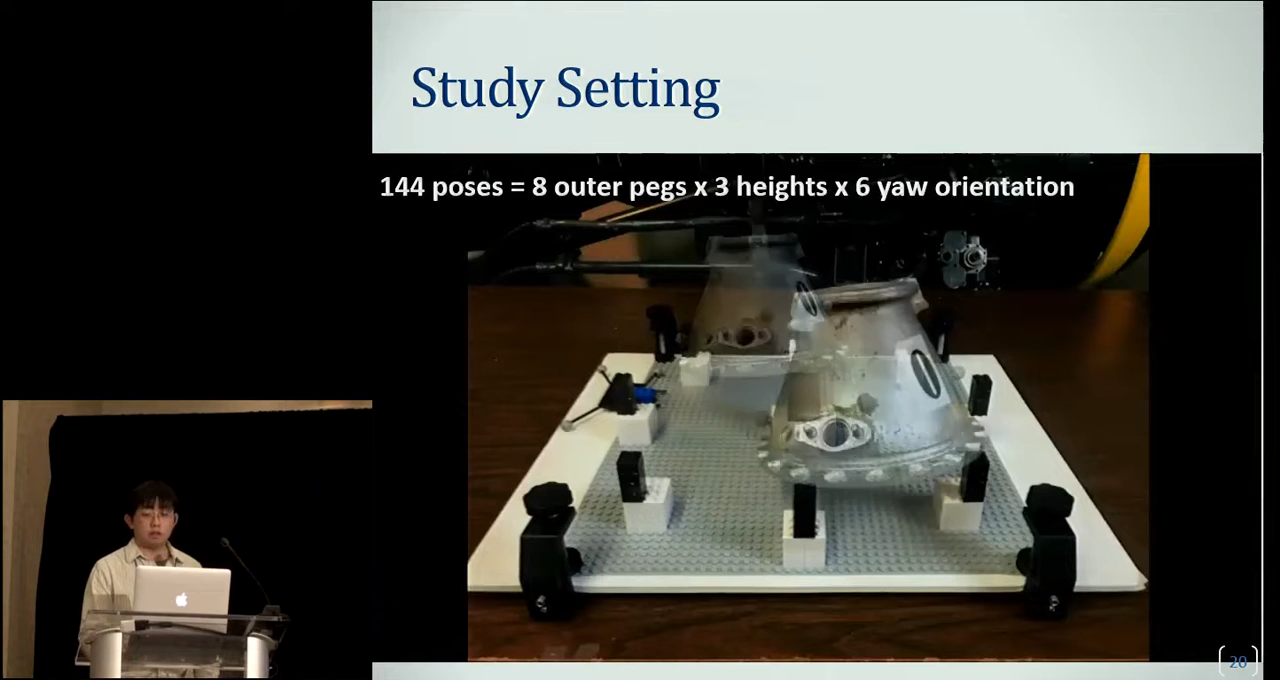 Study Setting
144 poses = 8 outer pegs x 3 heights x 6 yaw orientation
20